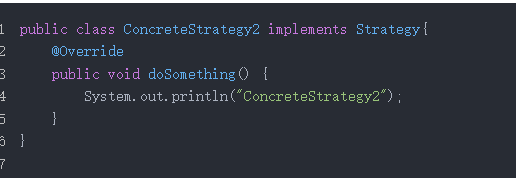 1 public class ConcreteStrategy2 implements Strategy{
2     @Override
3     public void doSomething() {
4         System.out.println("ConcreteStrategy2");
5     }
6 }
7